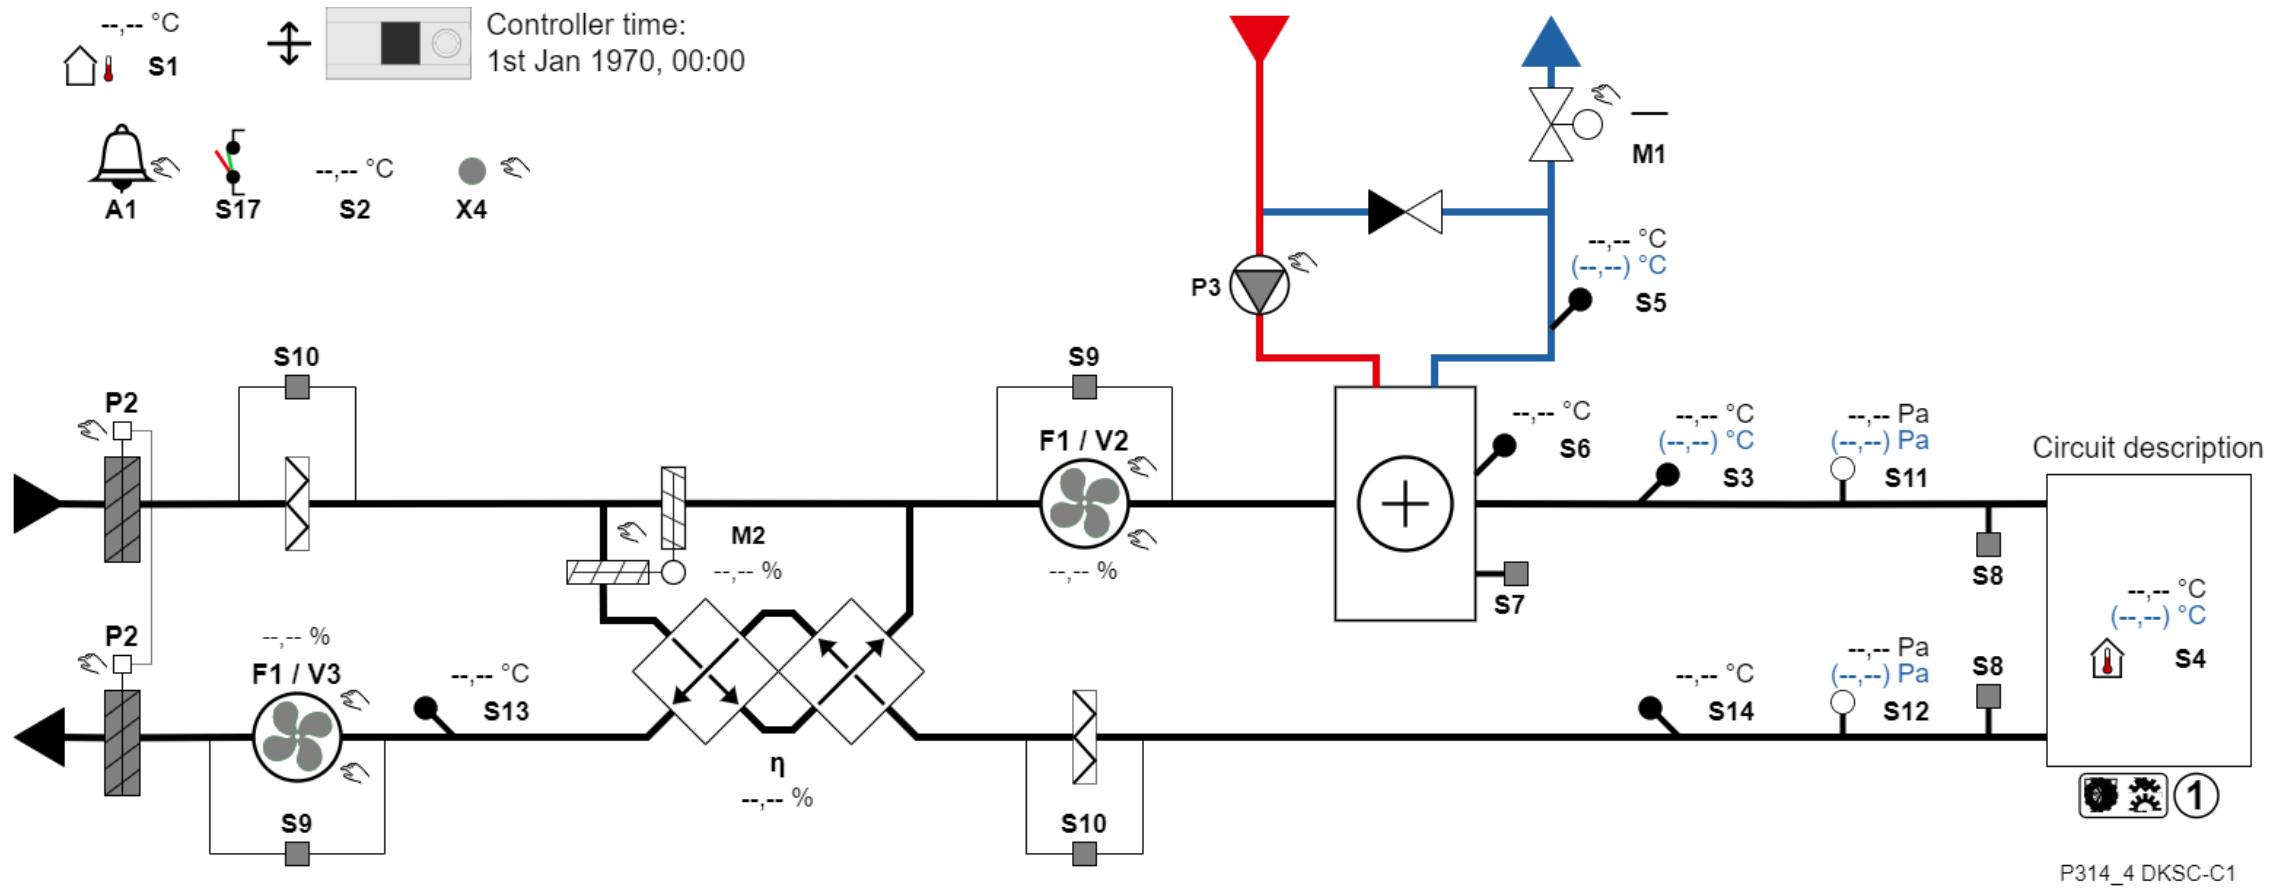 --,-- °C
S1
Controller time:
1st Jan 1970, 00:00
A1
S17
--,-- °C
S2
X4
M1
--,-- °C
(--,--) °C
S5
P3
S10
P2
S9
F1 / V2
--,-- %
M2
--,-- %
--,-- °C
S6
S7
--,-- °C
(--,--) °C
S3
--,-- Pa
(--,--) Pa
S11
S8
Circuit description
--,-- °C
(--,--) °C
S4
P2
--,-- %
F1 / V3
S9
--,-- °C
S13
η
--,-- %
S10
--,-- °C
S14
--,-- Pa
(--,--) Pa
S12
S8
1
P314_4 DKSC-C1